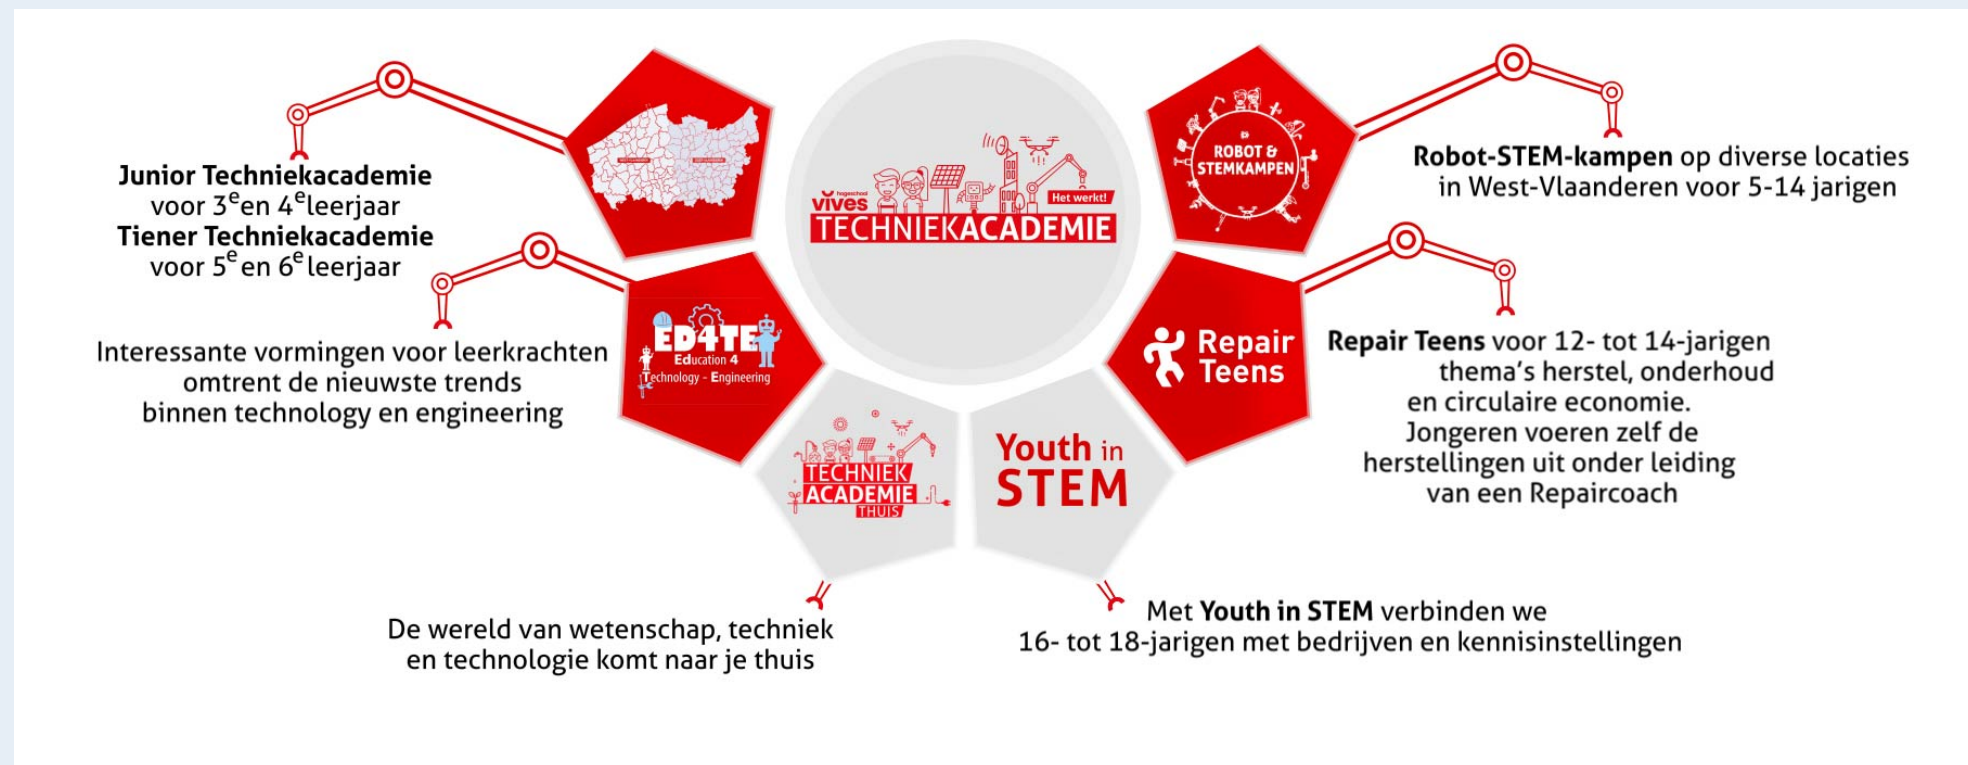 Junior Techniekacademie
voor 3e en 4e leerjaar
Tiener Techniekacademie
voor 5e en 6e leerjaar
Interessante vormingen voor leerkrachten
omtrent de nieuwste trends
binnen technology en engineering
ED4TE
Education 4
Technology - Engineering
hogeschool
vives
Het werkt!
TECHNIEKACADEMIE
TECHNIEK
ACADEMIE
THUIS
De wereld van wetenschap, techniek
en technologie komt naar je thuis
Youth in
STEM
Met Youth in STEM verbinden we
16- tot 18-jarigen met bedrijven en kennisinstellingen
ROBOT &
STEMKAMPEN
Robot-STEM-kampen op diverse locaties
in West-Vlaanderen voor 5-14 jarigen
Repair
Teens
Repair Teens voor 12- tot 14-jarigen
thema's herstel, onderhoud
en circulaire economie.
Jongeren voeren zelf de
herstellingen uit onder leiding
van een Repaircoach